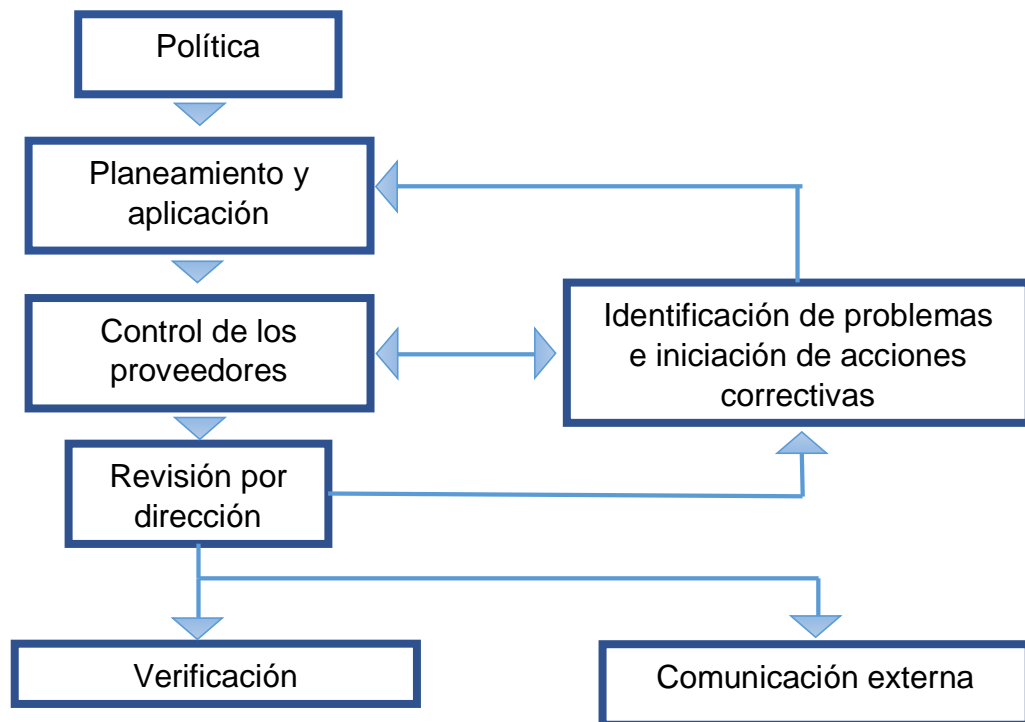 Política
Planeamiento y
aplicación
Control de los
proveedores
Identificación de problemas
e iniciación de acciones
correctivas
Revisión por
dirección
Verificación
Comunicación externa